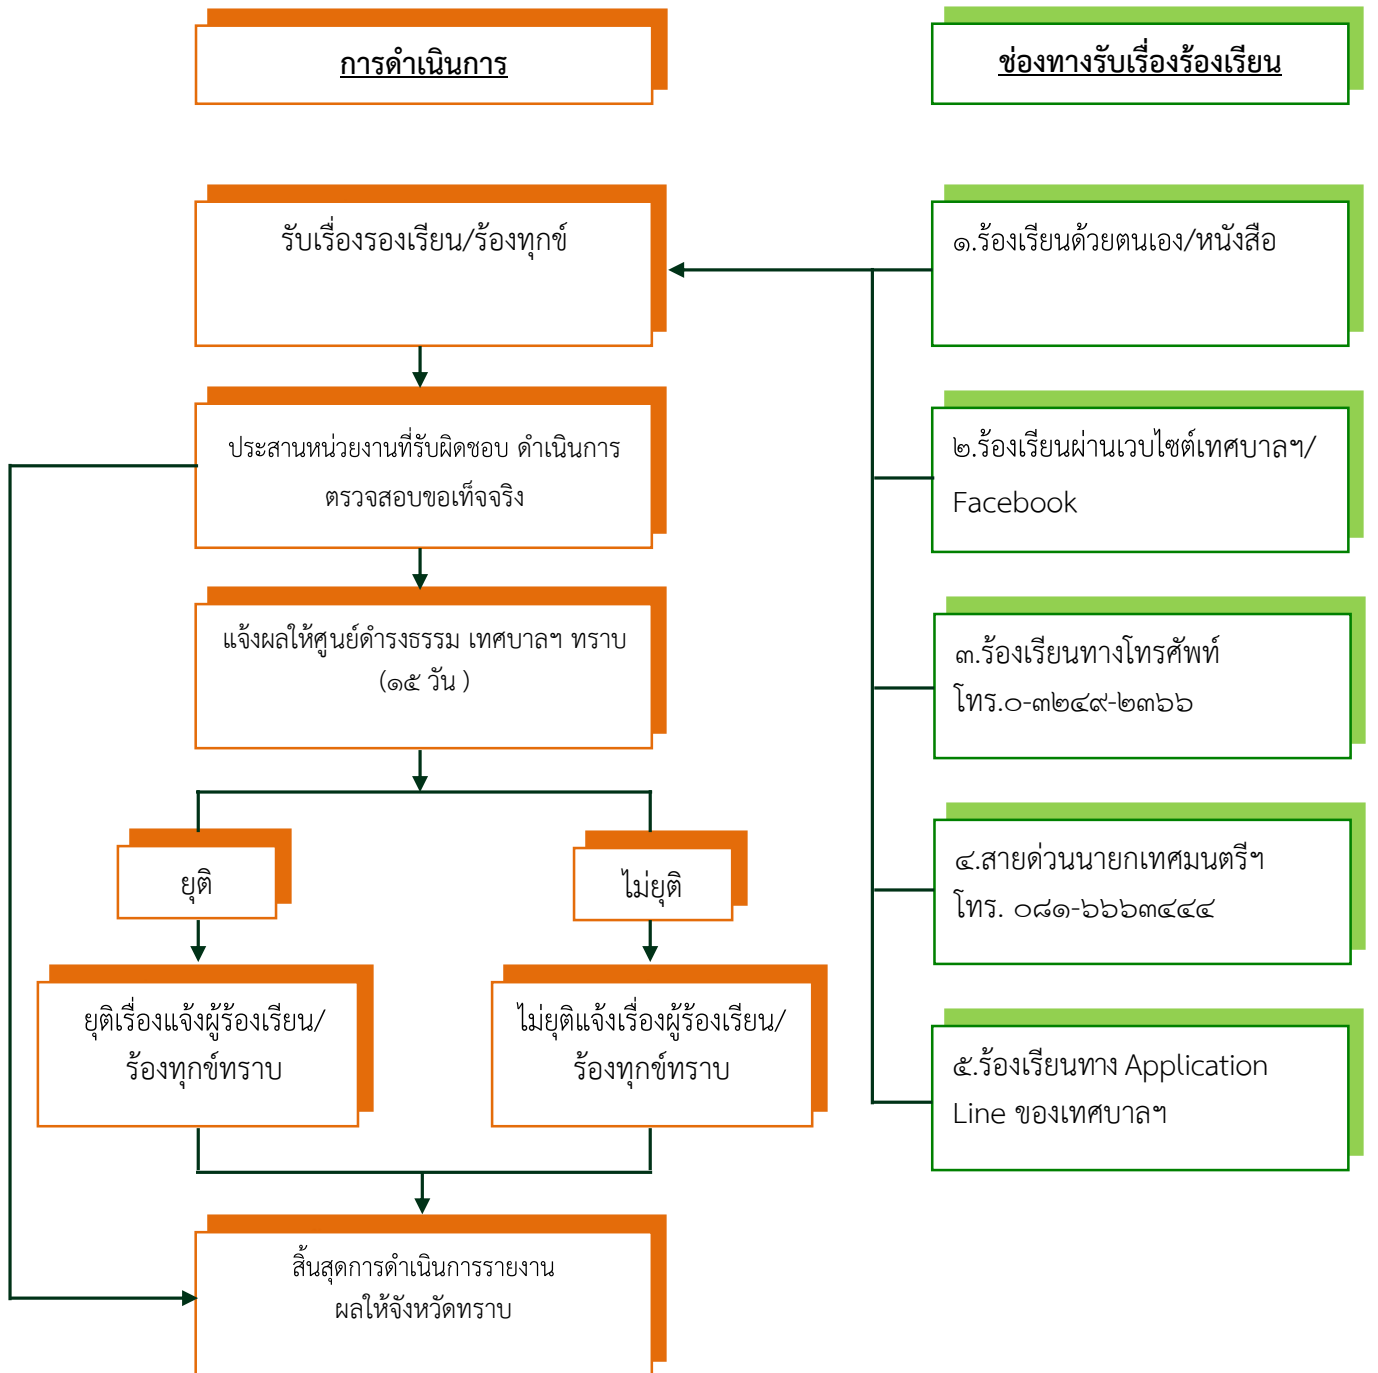 การดำเนินการ
ช่องทางรับเรื่องร้องเรียน
รับเรื่องรองเรียน/ร้องทุกข์
ประสานหน่วยงานที่รับผิดชอบ ดำเนินการ
ตรวจสอบขอเท็จจริง
แจ้งผลให้ศูนย์ดำรงธรรม เทศบาลฯ ทราบ
(๑๕ วัน )
ยุติ
ไม่ยุติ
ยุติเรื่องแจ้งผู้ร้องเรียน/
ร้องทุกข์ทราบ
ไม่ยุติแจ้งเรื่องผู้ร้องเรียน/
ร้องทุกข์ทราบ
สิ้นสุดการดำเนินการรายงาน
ผลให้จังหวัดทราบ
๑.ร้องเรียนด้วยตนเอง/หนังสือ
๒.ร้องเรียนผ่านเวบไซต์เทศบาลฯ/
Facebook
๓.ร้องเรียนทางโทรศัพท์
โทร.๐-๓๒๔๙-๒๓๖๖
๔.สายด่วนนายกเทศมนตรีฯ
โทร. ๐๘๑-๖๖๖๓๔๔๔
๕.ร้องเรียนทาง Application
Line ของเทศบาลฯ